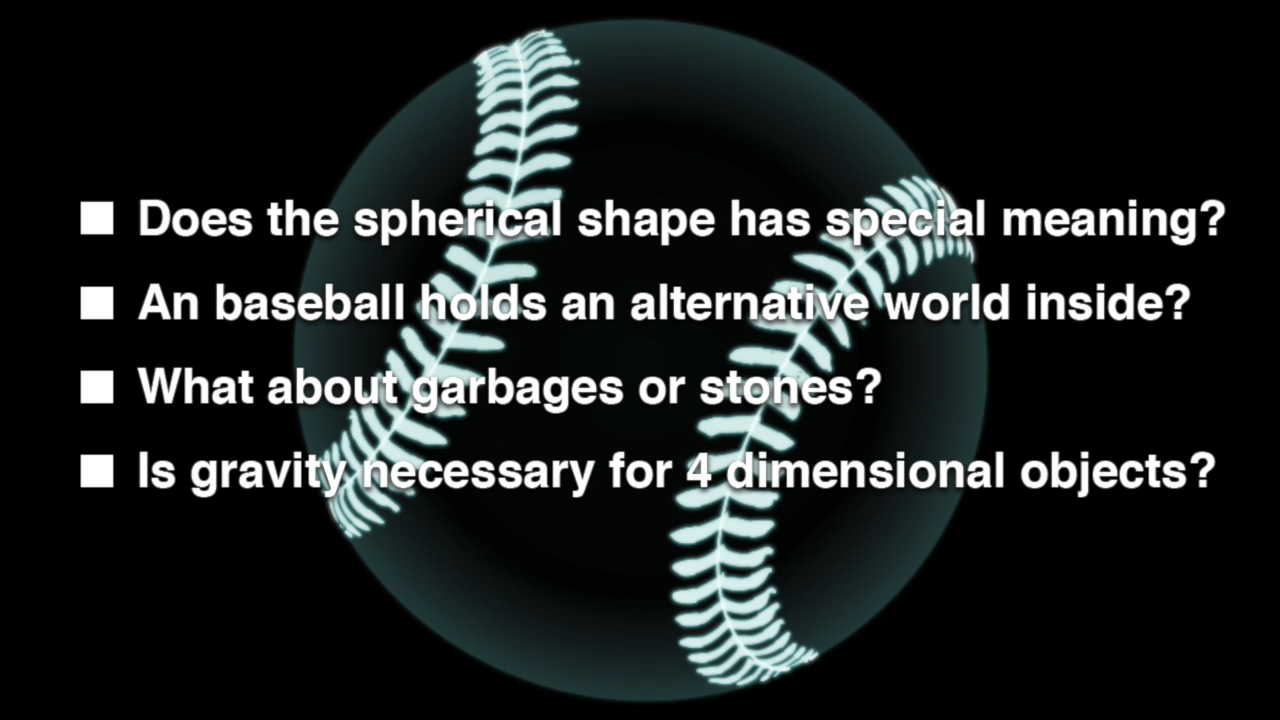 ■ Does the spherical shape has special meaning?
■ An baseball holds an alternative world inside?
■ What about garbages or stones?
■ Is gravity necessary for 4 dimensional objects?